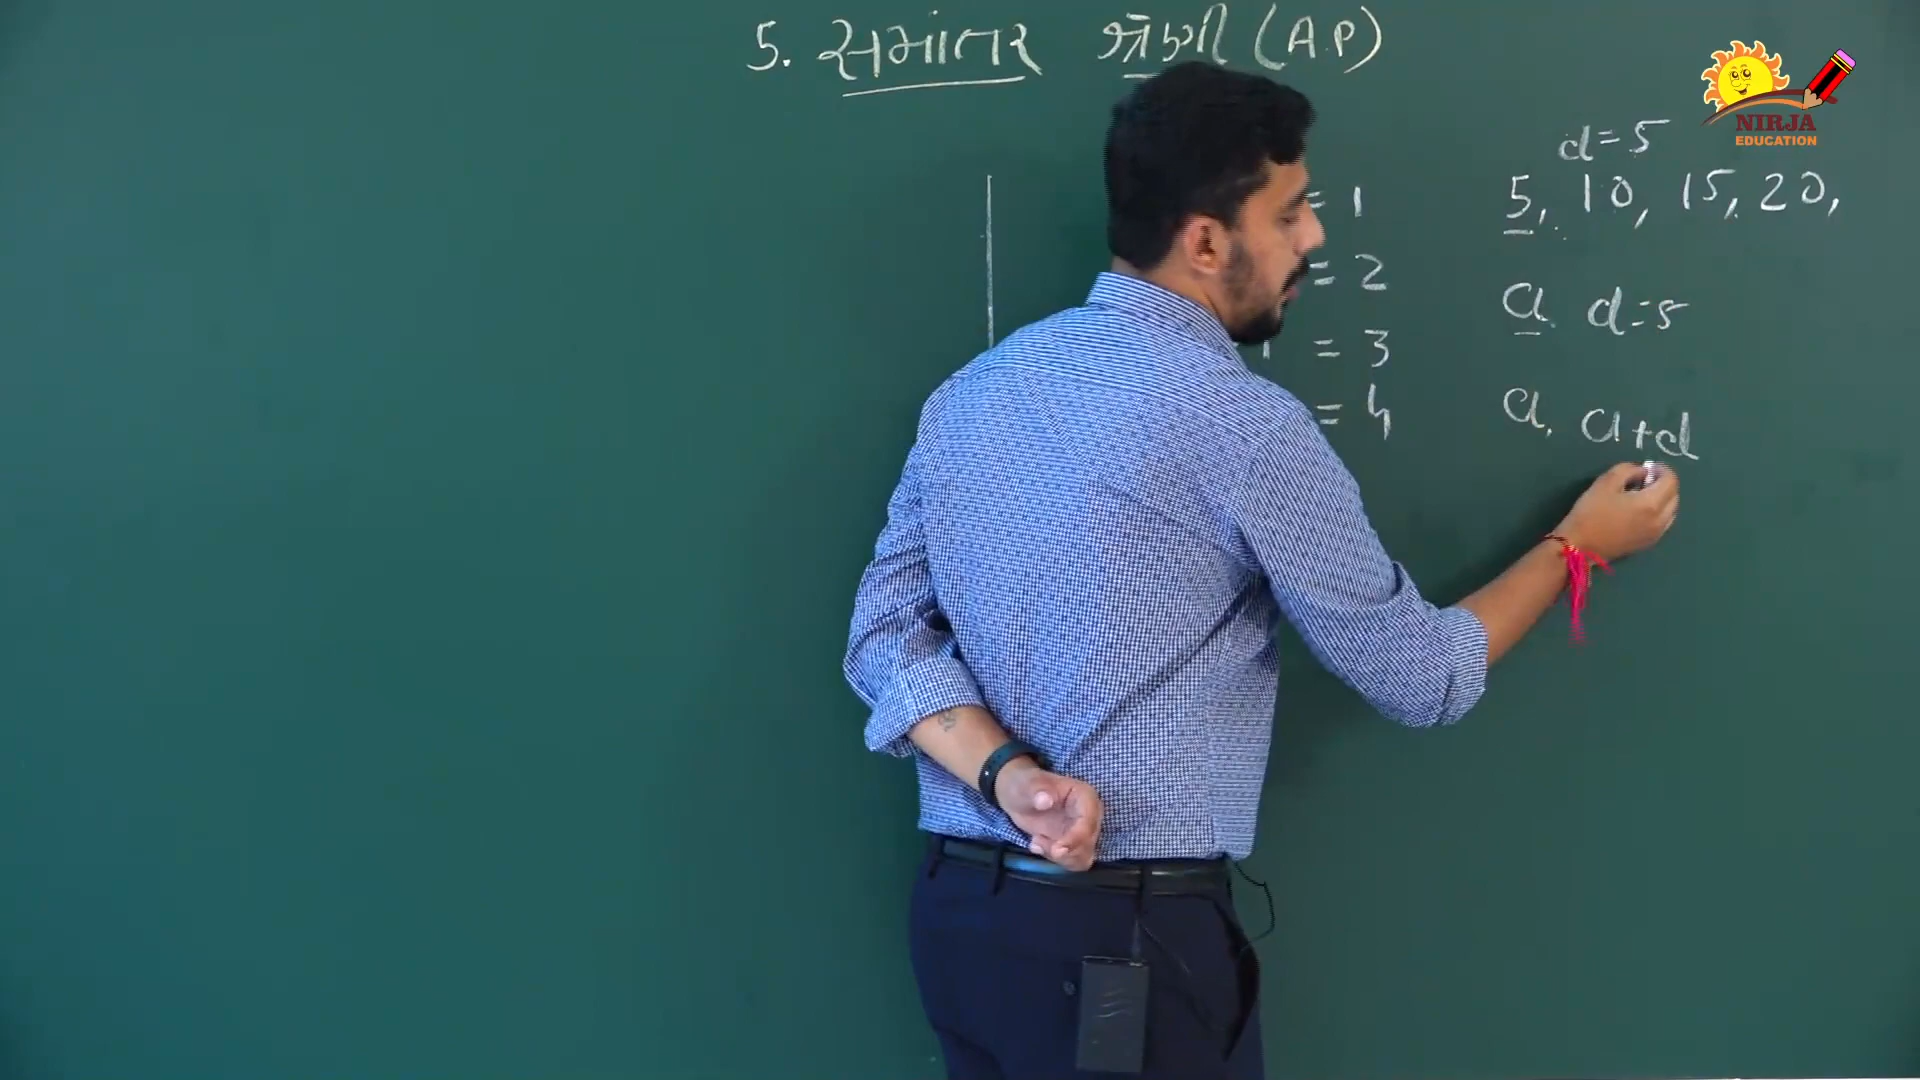 5. સમાંતર શ્રેણી (A.P)
NIRJA
EDUCATION
= 1
= 2
= 3
= 4
d=5
5, 10, 15, 20,
a. d=5
a, a+d